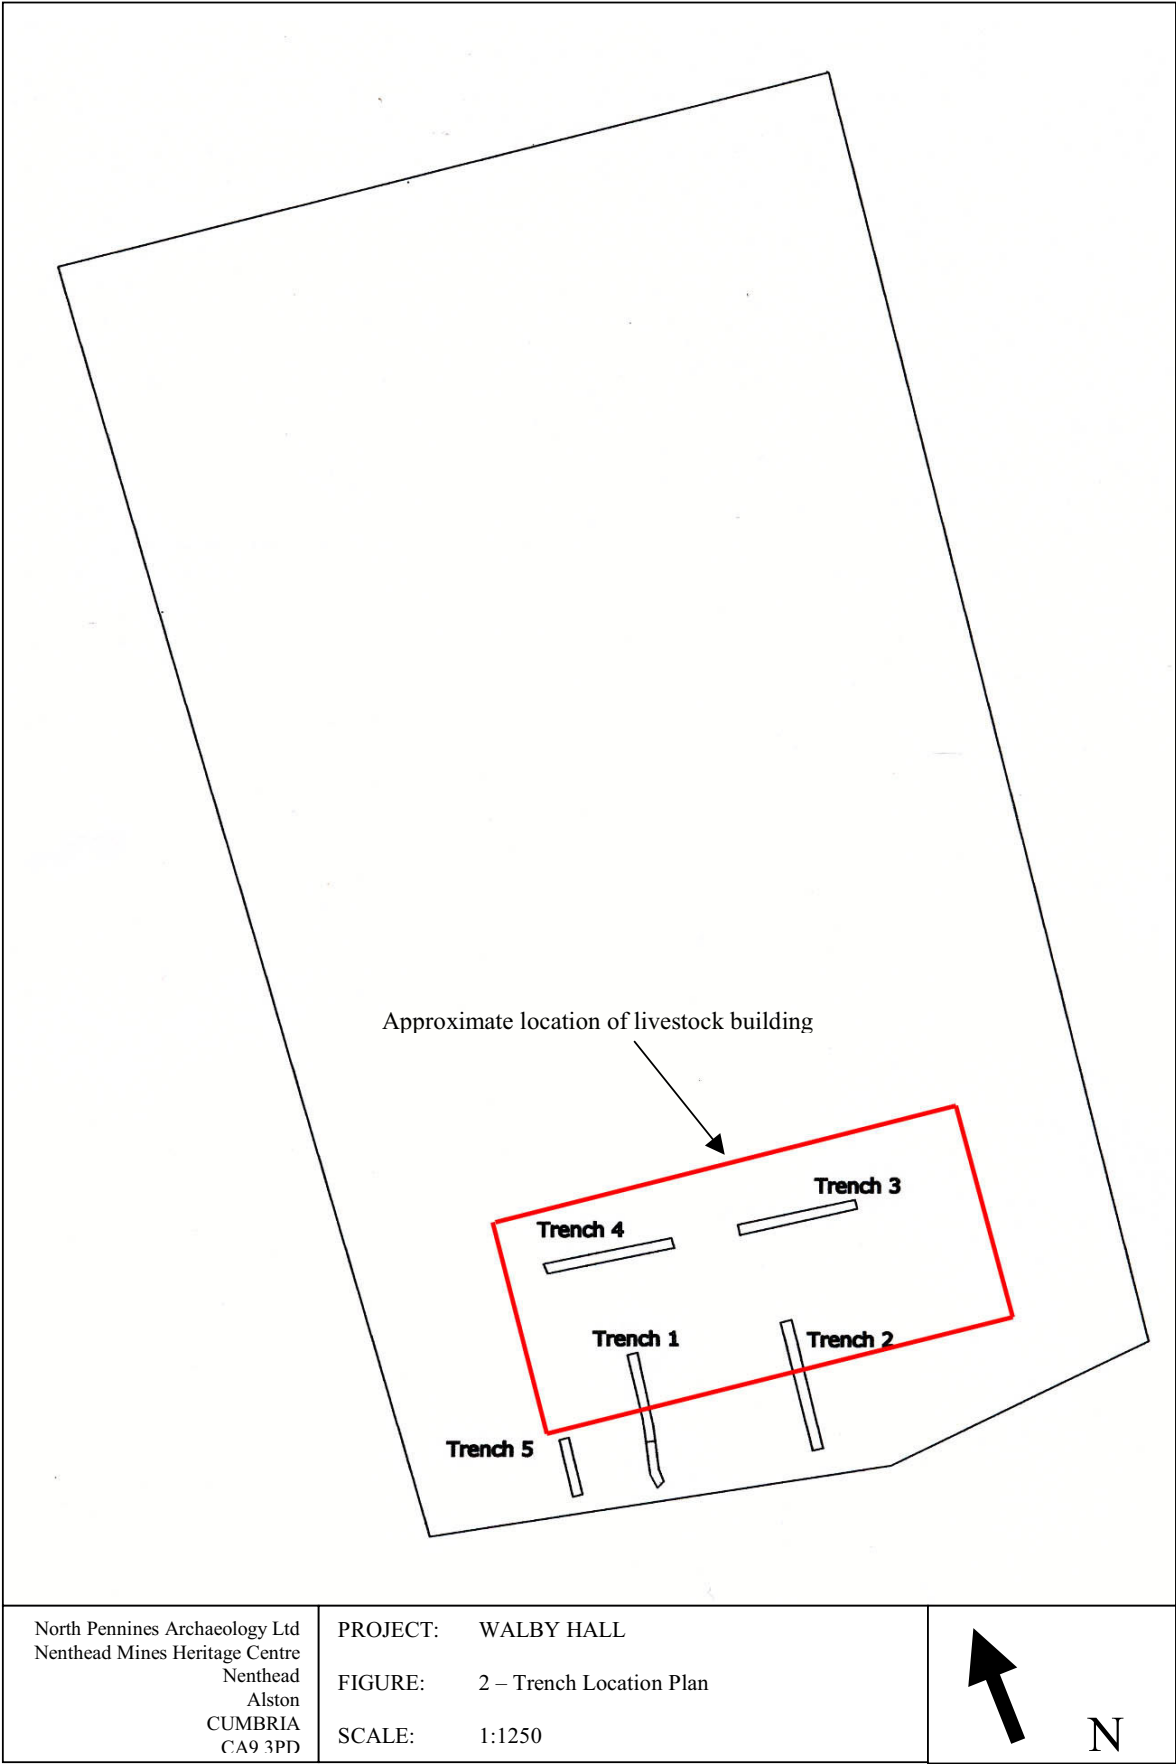 Approximate location of livestock building
Trench 3
Trench 4
Trench 1
Trench 2
Trench 5
North Pennines Archaeology Ltd
Nenthead Mines Heritage Centre
Nenthead
Alston
CUMBRIA
CA9 3PD
PROJECT: WALBY HALL
FIGURE: 2 – Trench Location Plan
SCALE: 1:1250
N